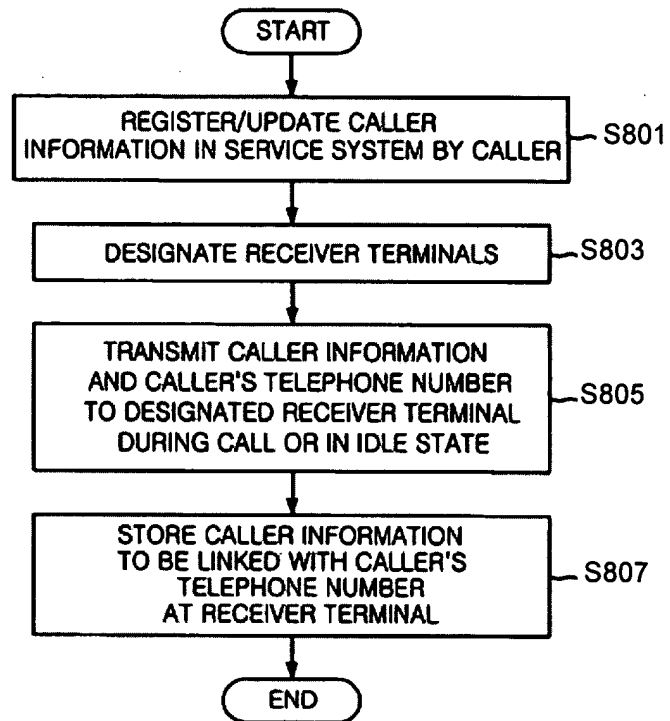 START
REGISTER/UPDATE CALLER
INFORMATION IN SERVICE SYSTEM BY CALLER
S801
DESIGNATE RECEIVER TERMINALS
S803
TRANSMIT CALLER INFORMATION
AND CALLER'S TELEPHONE NUMBER
TO DESIGNATED RECEIVER TERMINAL
DURING CALL OR IN IDLE STATE
S805
STORE CALLER INFORMATION
TO BE LINKED WITH CALLER'S
TELEPHONE NUMBER
AT RECEIVER TERMINAL
S807
END